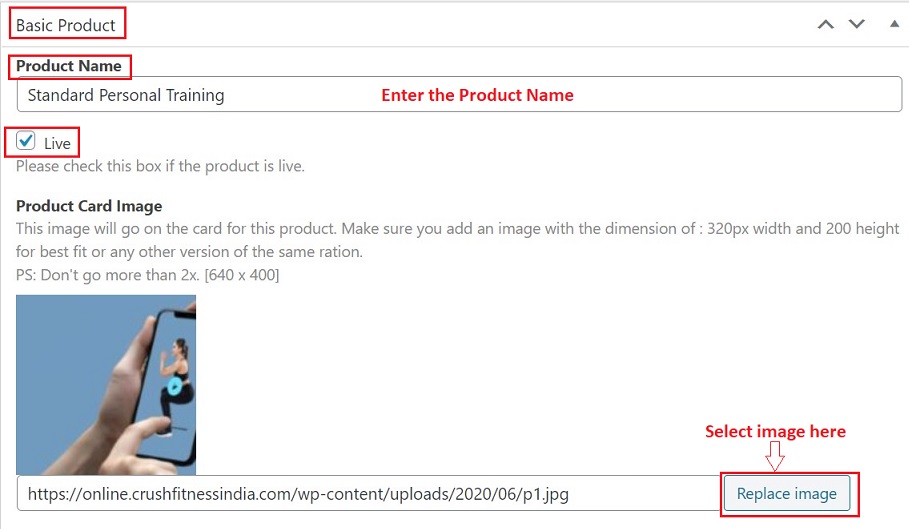 Basic Product
Product Name
Standard Personal Training
Enter the Product Name
Live
Please check this box if the product is live.
Product Card Image
This image will go on the card for this product. Make sure you add an image with the dimension of : 320px width and 200 height
for best fit or any other version of the same ration.
PS: Don't go more than 2x. [640 x 400]
Select image here
https://online.crushfitnessindia.com/wp-content/uploads/2020/06/p1.jpg
Replace image